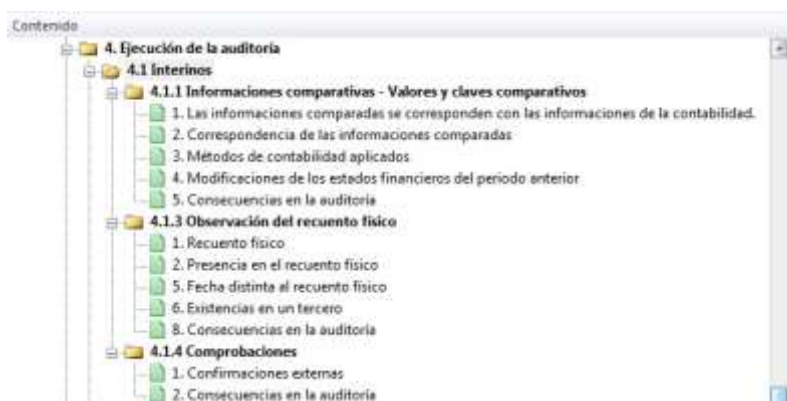 Contenido
4. Ejecución de la auditoría
4.1 Interinos
4.1.1 Informaciones comparativas - Valores y claves comparativos
1. Las informaciones comparadas se corresponden con las informaciones de la contabilidad.
2. Correspondencia de las informaciones comparadas
3. Métodos de contabilidad aplicados
4. Modificaciones de los estados financieros del periodo anterior
5. Consecuencias en la auditoría
4.1.3 Observación del recuento físico
1. Recuento físico
2. Presencia en el recuento físico
5. Fecha distinta al recuento físico
6. Existencias en un tercero
8. Consecuencias en la auditoría
4.1.4 Comprobaciones
1. Confirmaciones externas
2. Consecuencias en la auditoría